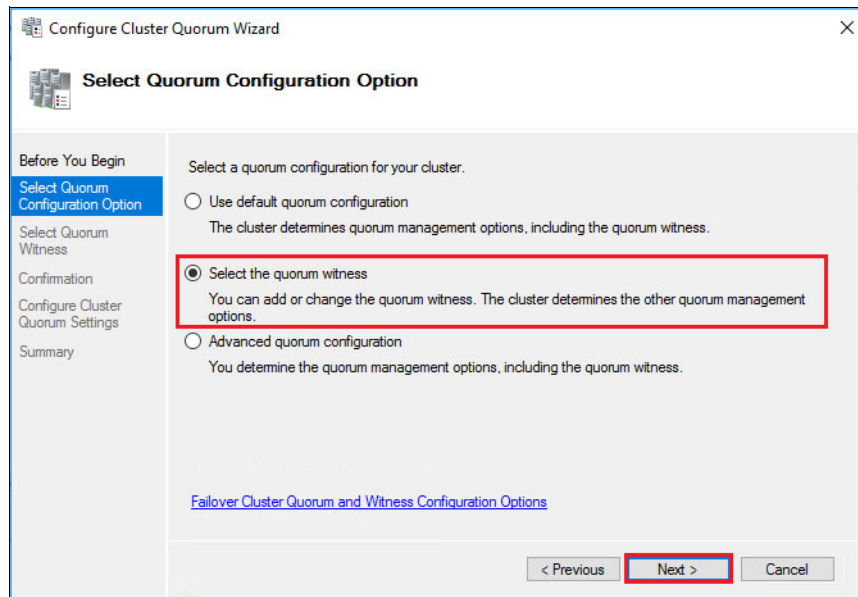 Configure Cluster Quorum Wizard
Select Quorum Configuration Option
Before You Begin
Select Quorum
Configuration Option
Select Quorum
Witness
Confirmation
Configure Cluster
Quorum Settings
Summary
Select a quorum configuration for your cluster.
Use default quorum configuration
The cluster determines quorum management options, including the quorum witness.
Select the quorum witness
You can add or change the quorum witness. The cluster determines the other quorum management
options.
Advanced quorum configuration
You determine the quorum management options, including the quorum witness.
Failover Cluster Quorum and Witness Configuration Options
< Previous
Next >
Cancel